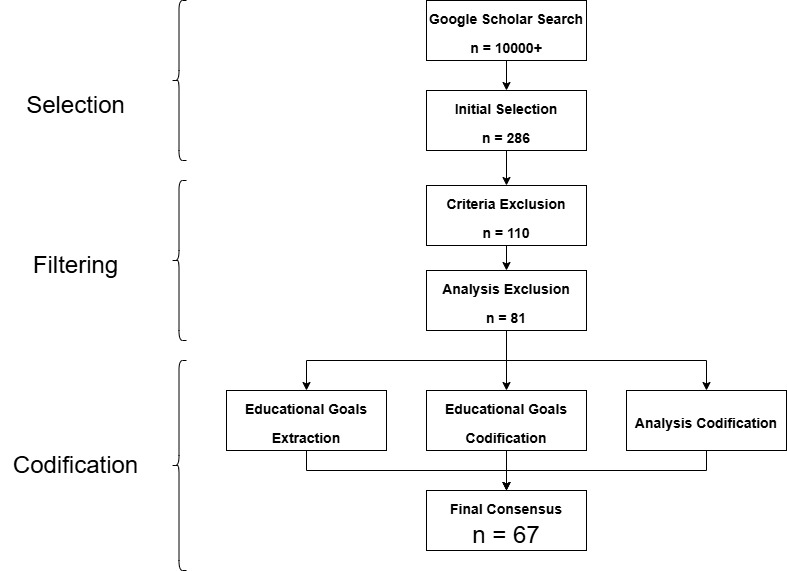 Selection
Google Scholar Search
n = 10000+
Initial Selection
n = 286
Filtering
Criteria Exclusion
n = 110
Analysis Exclusion
n = 81
Codification
Educational Goals
Extraction
Educational Goals
Codification
Analysis Codification
Final Consensus
n = 67